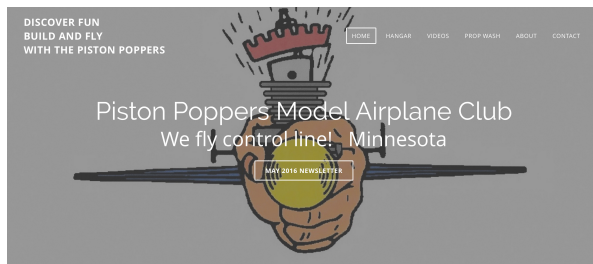 DISCOVER FUN
BUILD AND FLY
WITH THE PISTON POPPERS
HOME HANGAR VIDEOS PROP WASH ABOUT CONTACT
Piston Poppers Model Airplane Club
We fly control line! Minnesota
MAY 2016 NEWSLETTER